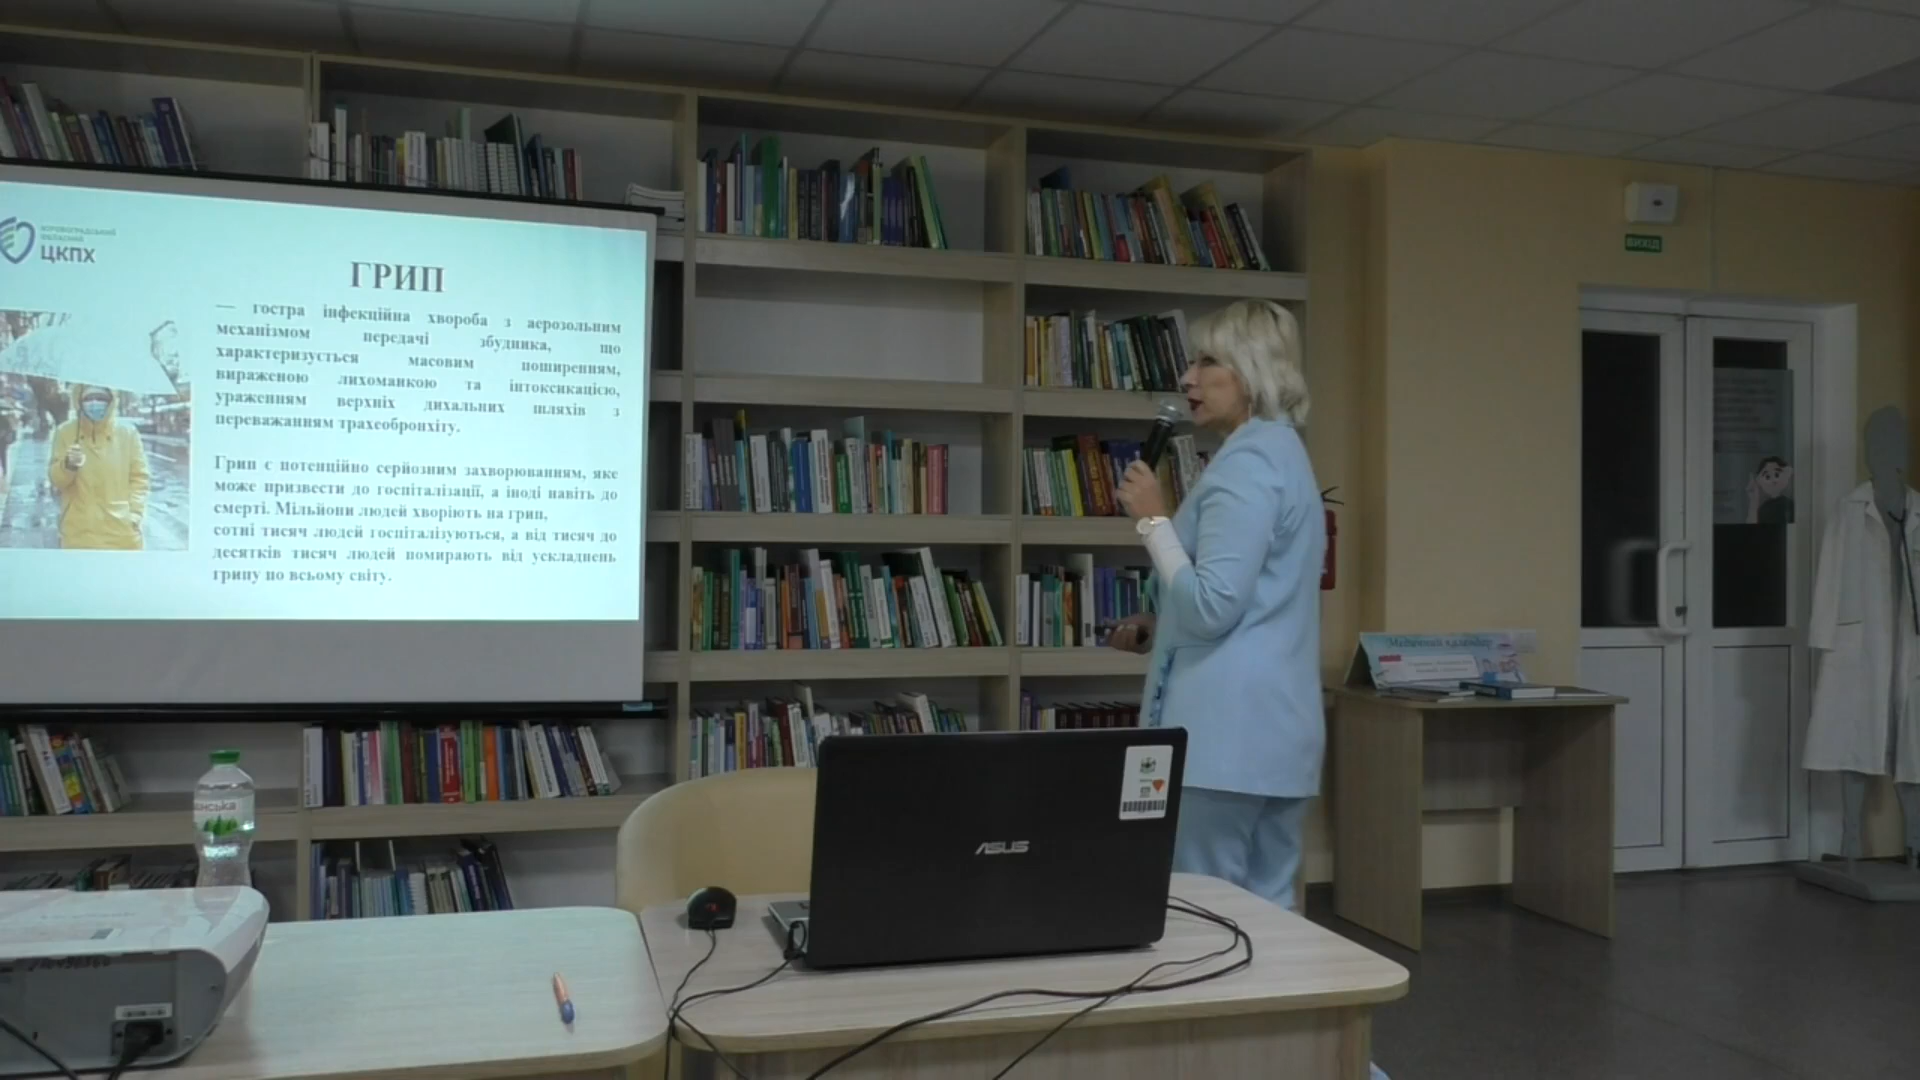 КІРОВОГРАДСЬКИЙ
ОБЛАСНИЙ
ЦКПХ
ГРИП
— гостра інфекційна хвороба з аерозольним
механізмом передачі збудника, що
характеризується масовим поширенням,
вираженою лихоманкою та інтоксикацією,
ураженням верхніх дихальних шляхів з
переважанням трахеобронхіту.
Грип є потенційно серйозним захворюванням, яке
може призвести до госпіталізації, а іноді навіть до
смерті. Мільйони людей хворіють на грип,
сотні тисяч людей госпіталізуються, а від тисяч до
десятків тисяч людей помирають від ускладнень
грипу по всьому світу.
ВИХІД
Медичний календар
ASUS